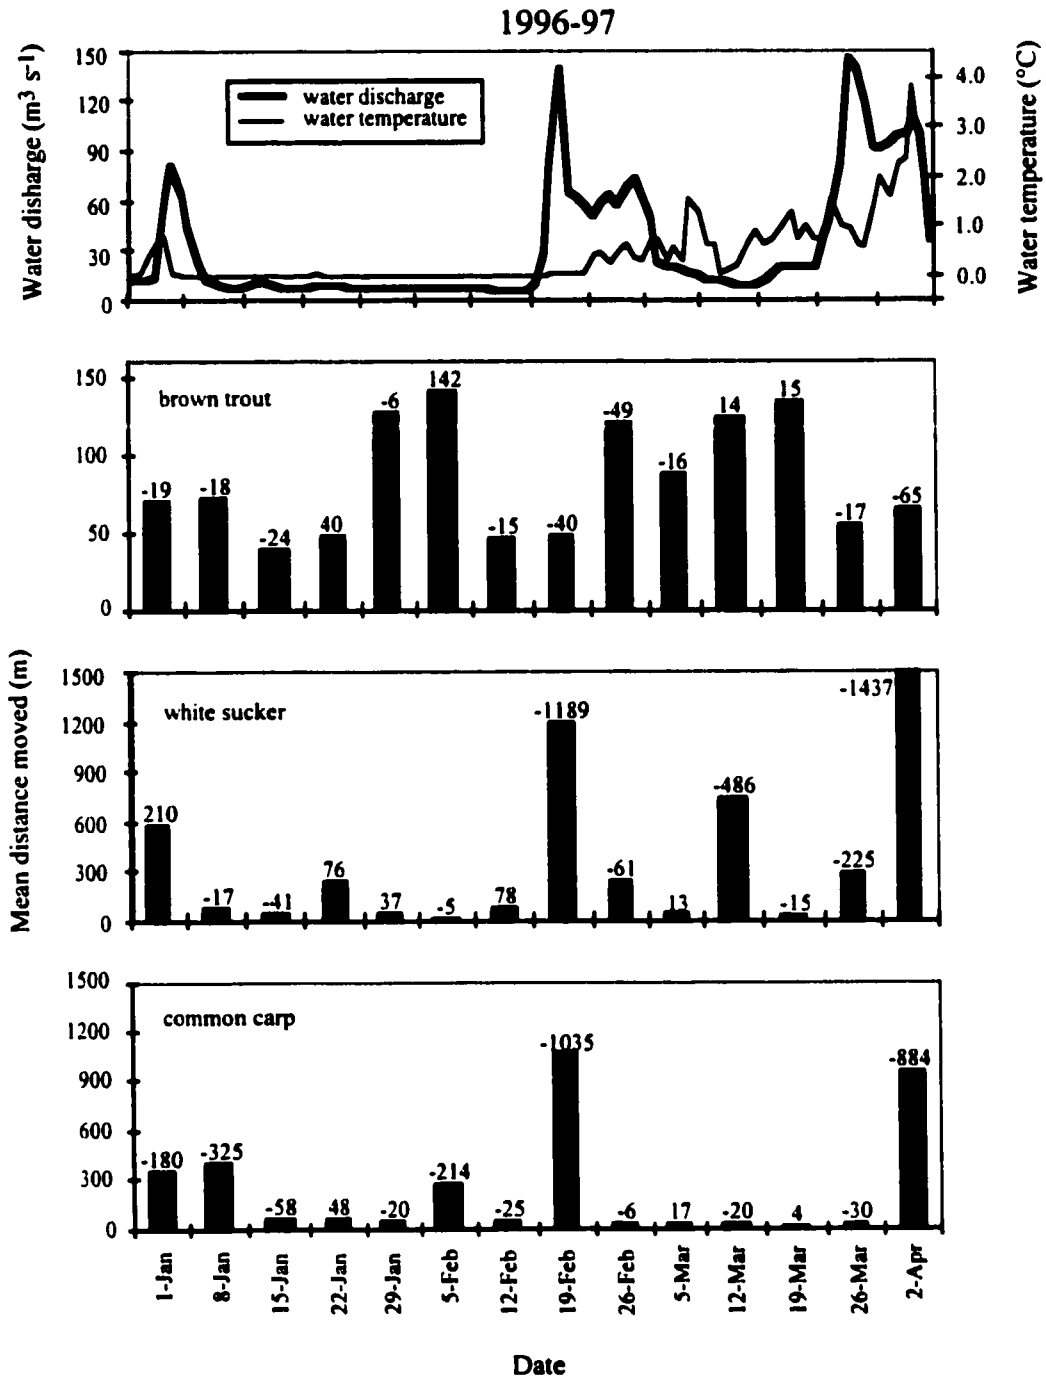 1996-97
Water disharge (m³ s⁻¹)
150
120
90
60
30
0
water discharge
water temperature
4.0
3.0
2.0
1.0
0.0
Water temperature (°C)
Mean distance moved (m)
150
100
50
0
brown trout
-19 -18 -24 40 -6 142 -15 -40 -49 -16 14 15 -17 -65
1500
1200
900
600
300
0
white sucker
210 -17 -41 76 37 -5 78 -1189 -61 13 -486 -15 -225 -1437
1500
1200
900
600
300
0
common carp
-180 -325 -58 48 -20 -214 -25 -1035 -6 17 -20 4 -30 -884
1-Jan 8-Jan 15-Jan 22-Jan 29-Jan 5-Feb 12-Feb 19-Feb 26-Feb 5-Mar 12-Mar 19-Mar 26-Mar 2-Apr
Date